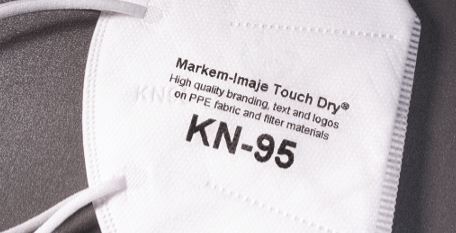 Markem-Imaje Touch Dry®
High quality branding, text and logos
on PPE fabric and filter materials
KN-95